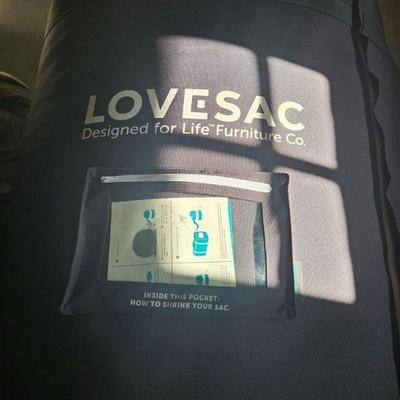 LOVESAC
Designed for Life™ Furniture Co.
INSIDE THIS POCKET:
HOW TO SHRINK YOUR SAC.